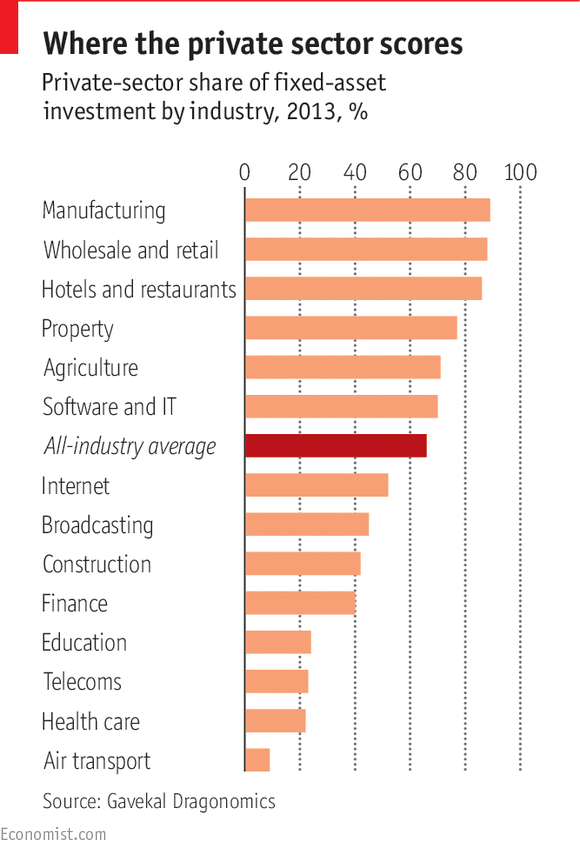 Where the private sector scores
Private-sector share of fixed-asset
investment by industry, 2013, %
0 20 40 60 80 100
Manufacturing
Wholesale and retail
Hotels and restaurants
Property
Agriculture
Software and IT
All-industry average
Internet
Broadcasting
Construction
Finance
Education
Telecoms
Health care
Air transport
Source: Gavekal Dragonomics
Economist.com